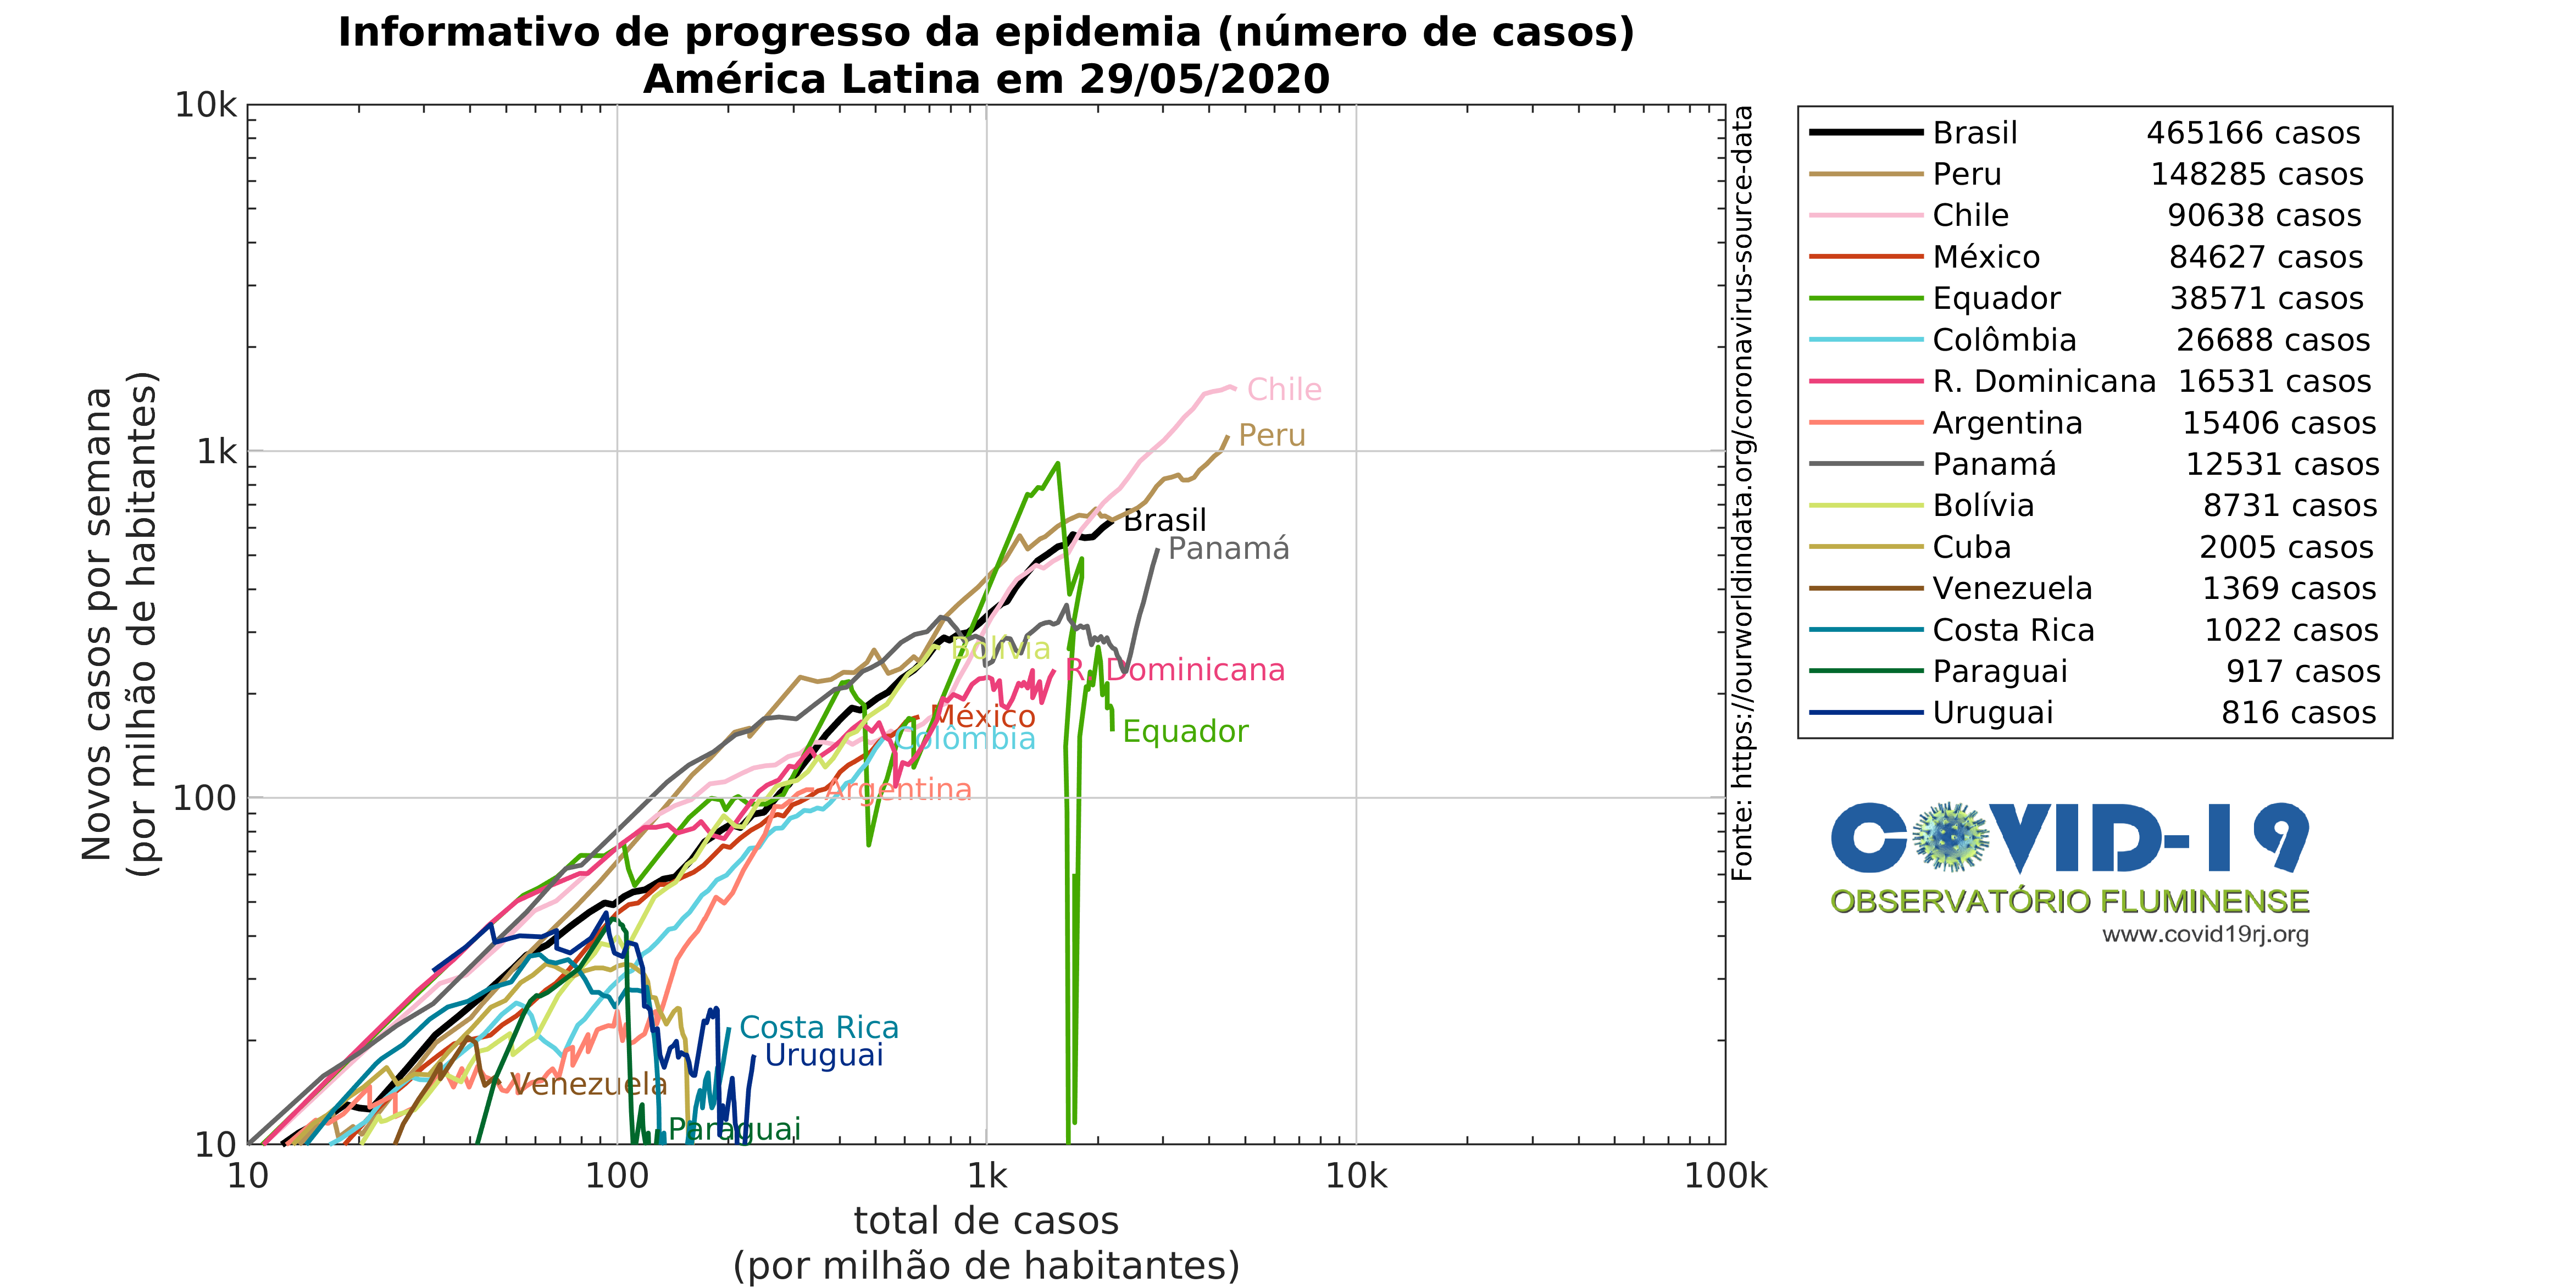 Informativo de progresso da epidemia (número de casos)
América Latina em 29/05/2020
10k
1k
100
10
Novos casos por semana
(por milhão de habitantes)
Chile
Peru
Brasil
Panamá
Bolívia
R. Dominicana
México
Equador
Colômbia
Argentina
Costa Rica
Uruguai
Venezuela
Paraguai
10
100
1k
10k
100k
total de casos
(por milhão de habitantes)
Fonte: https://ourworldindata.org/coronavirus-source-data
Brasil 465166 casos
Peru 148285 casos
Chile 90638 casos
México 84627 casos
Equador 38571 casos
Colômbia 26688 casos
R. Dominicana 16531 casos
Argentina 15406 casos
Panamá 12531 casos
Bolívia 8731 casos
Cuba 2005 casos
Venezuela 1369 casos
Costa Rica 1022 casos
Paraguai 917 casos
Uruguai 816 casos
COVID-19
OBSERVATÓRIO FLUMINENSE
www.covid19rj.org